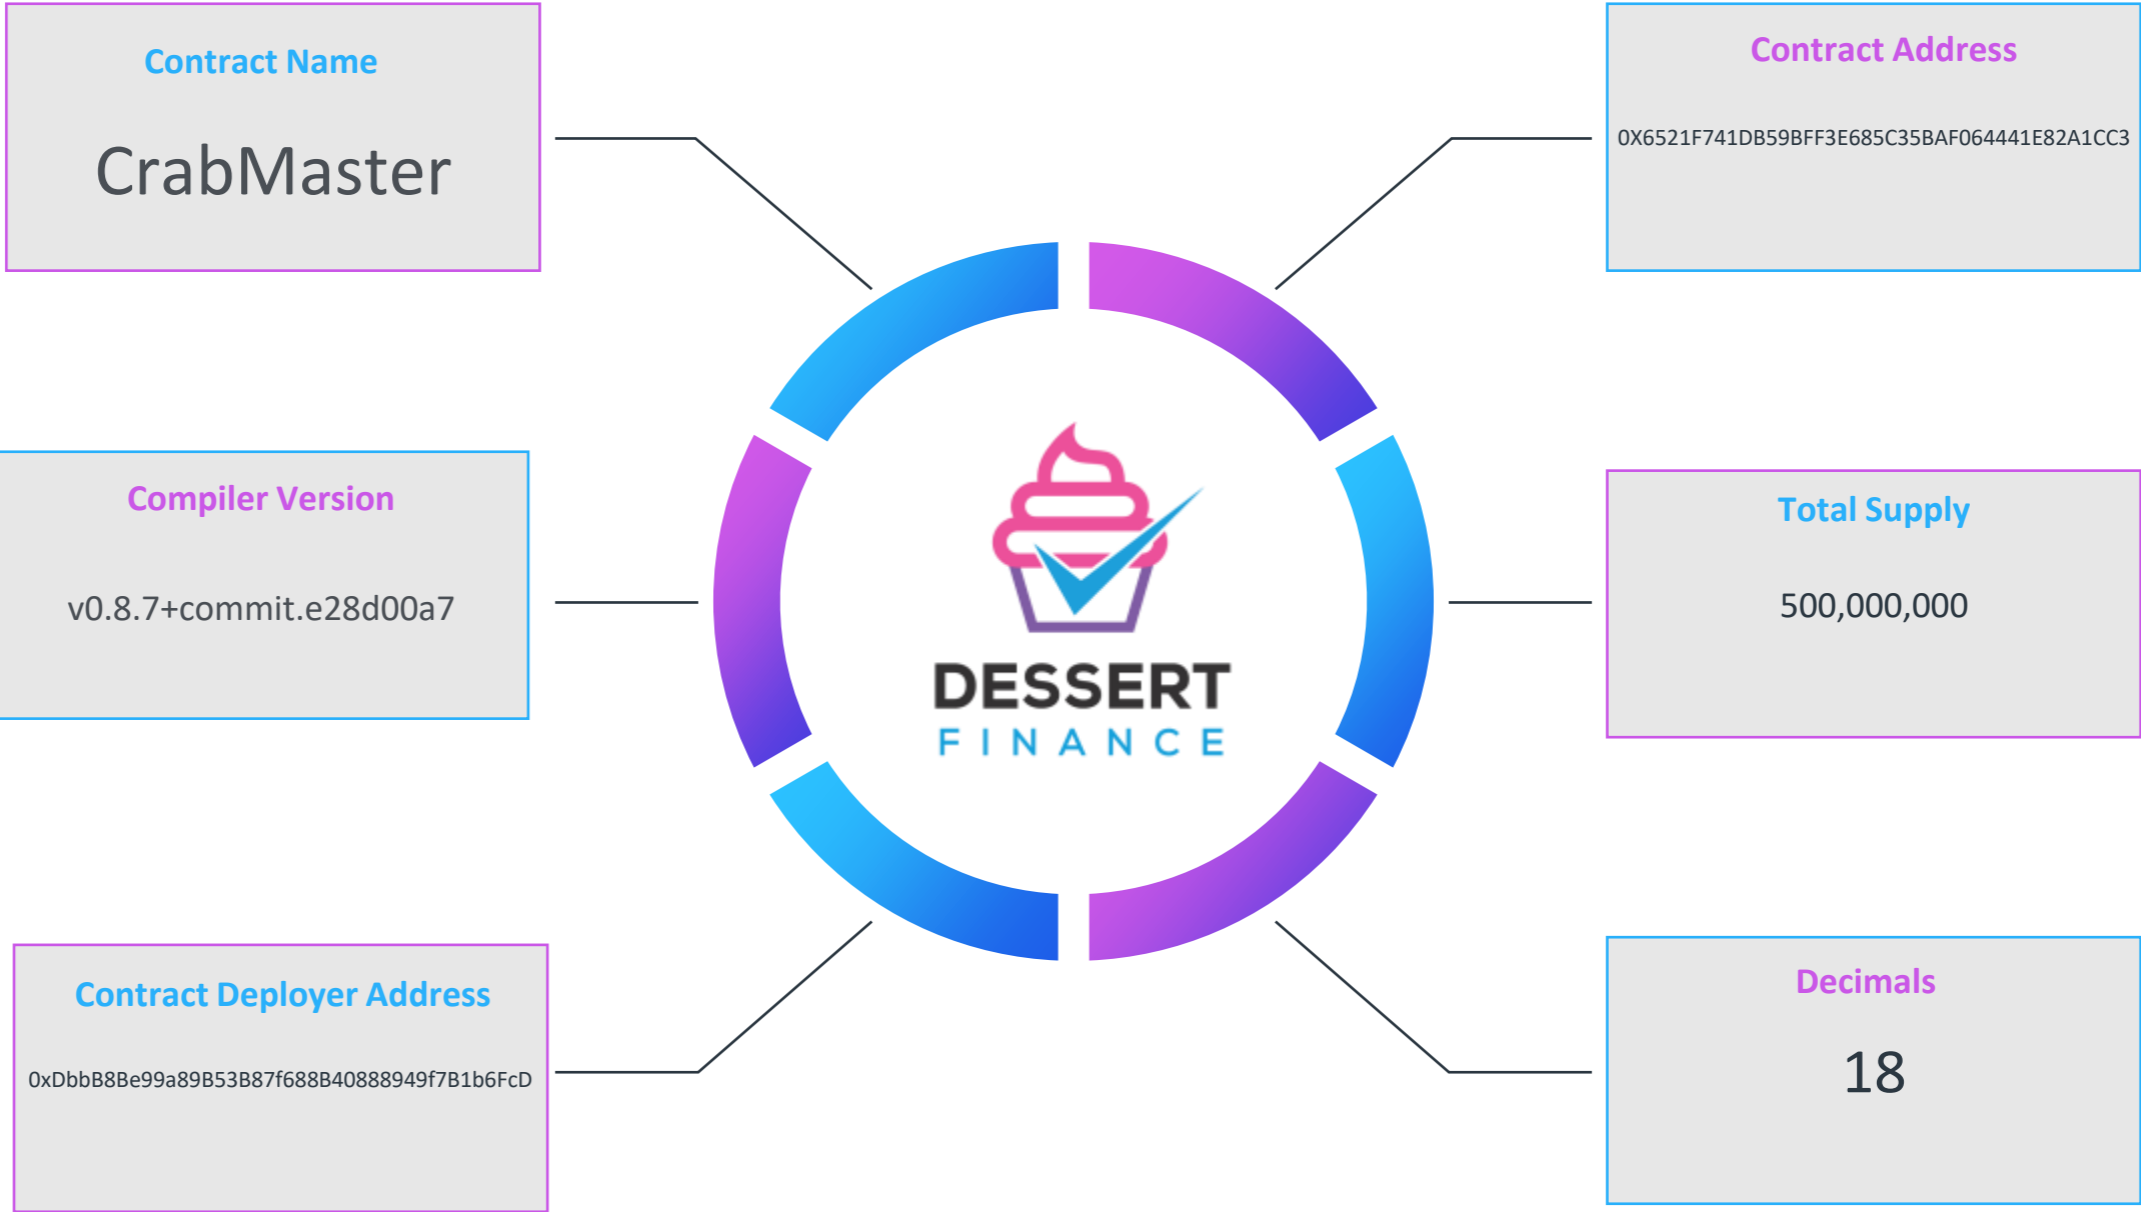 Contract Name
CrabMaster
Contract Address
0X6521F741DB59BFF3E685C35BAF064441E82A1CC3
Compiler Version
v0.8.7+commit.e28d00a7
DESSERT
FINANCE
Total Supply
500,000,000
Contract Deployer Address
0xDbbB8Be99a89B53B87f688B40888949f7B1b6FcD
Decimals
18